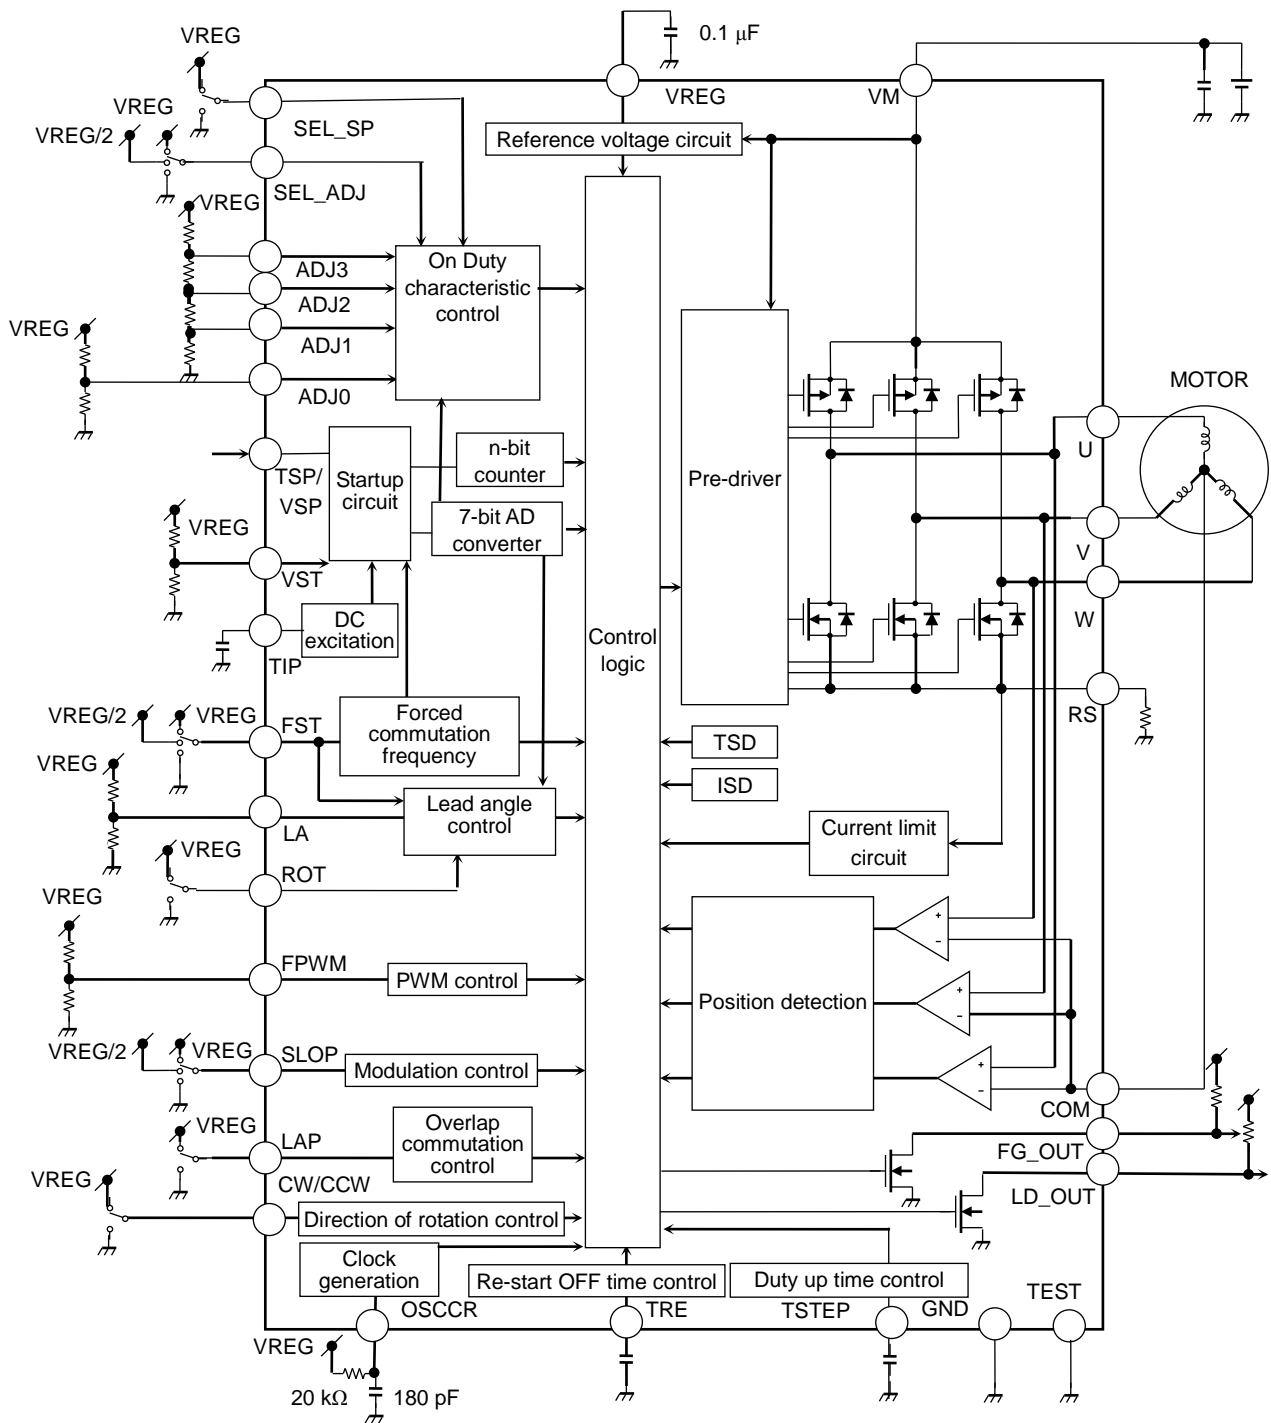 VREG
0.1 μF
VREG
VM
VREG
VREG/2
SEL_SP
Reference voltage circuit
SEL_ADJ
VREG
ADJ3
ADJ2
ADJ1
ADJ0
On Duty
characteristic
control
VREG
MOTOR
U
V
W
RS
Pre-driver
TSP/
VSP
Startup
circuit
n-bit
counter
7-bit AD
converter
VREG
VST
DC
excitation
TIP
Control
logic
VREG/2
VREG
FST
Forced
commutation
frequency
TSD
ISD
VREG
LA
Lead angle
control
Current limit
circuit
VREG
ROT
VREG
FPWM
PWM control
+
-
Position detection
+
-
VREG/2
VREG
SLOP
Modulation control
+
-
COM
VREG
LAP
Overlap
commutation
control
FG_OUT
VREG
CW/CCW
LD_OUT
Direction of rotation control
Clock
generation
Re-start OFF time control
Duty up time control
OSCCR
TRE
TSTEP
GND
TEST
VREG
20 kΩ
180 pF